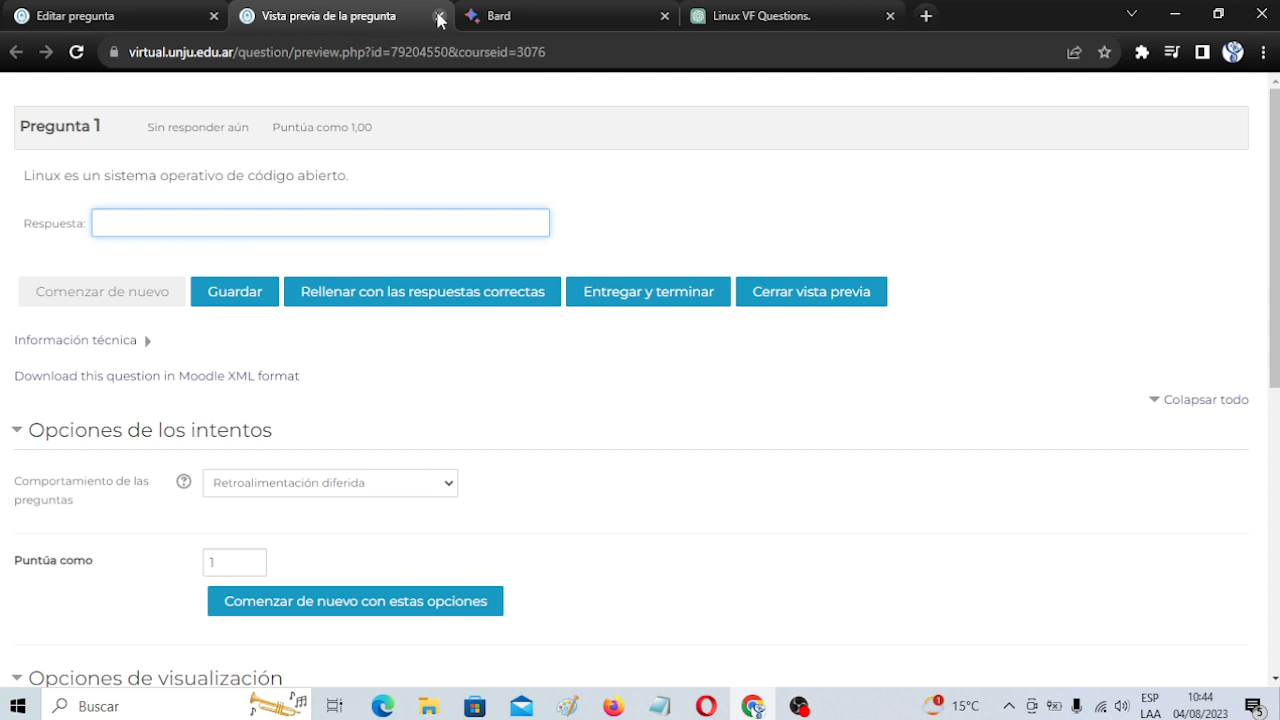 Editar pregunta
Vista previa de la pregunta
Bard
Linux VF Questions.
virtual.unju.edu.ar/question/preview.php?id=79204550&courseid=3076
Pregunta 1 Sin responder aún Puntúa como 1,00
Linux es un sistema operativo de código abierto.
Respuesta:
Comenzar de nuevo Guardar Rellenar con las respuestas correctas Entregar y terminar Cerrar vista previa
Información técnica
Download this question in Moodle XML format
Colapsar todo
Opciones de los intentos
Comportamiento de las
preguntas
Retroalimentación diferida
Puntúa como 1
Comenzar de nuevo con estas opciones
Opciones de visualización
Buscar
15°C
ESP
LAA
10:44
04/08/2023
5